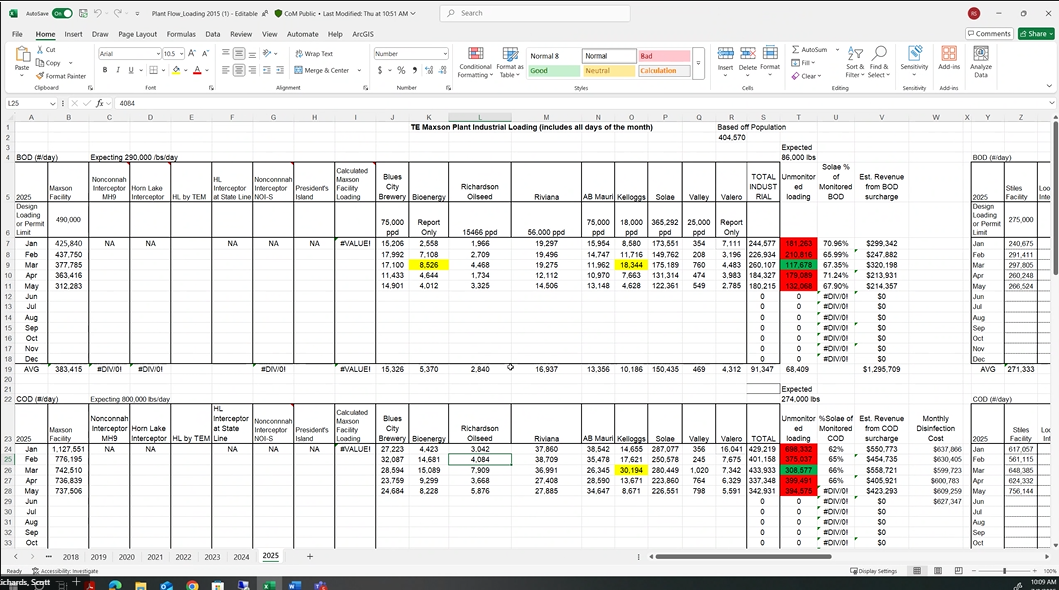 AutoSave On Plant Flow_Loading 2015 (1) - Editable CoM Public • Last Modified: Thu at 10:51 AM Search RS
File Home Insert Draw Page Layout Formulas Data Review View Automate Help ArcGIS Comments Share
Paste Cut Copy Format Painter Clipboard
Arial 10.5 B I U Font
Wrap Text Merge & Center Alignment
Number $ % Number
Conditional Formatting Format as Table Normal 8 Normal Bad Good Neutral Calculation Styles
Insert Delete Format Cells
AutoSum Fill Clear Sort & Filter Find & Select Editing
Sensitivity Sensitivity
Add-ins Add-ins
Analyze Data
L25 fx 4084
A B C D E F G H I J K L M N O P Q R S T U V W X Y Z
1 TE Maxson Plant Industrial Loading (includes all days of the month) Based off Population
2 404,570
3 Expected
4 BOD (#/day) Expecting 290.000 /bs/day 86,000 lbs BOD (#/day)
5 2025 Maxson Facility Nonconnah Interceptor MH9 Horn Lake Interceptor HL by TEM HL Interceptor at State Line Nonconnnah Interceptor NOI-S President's Island Calculated Maxson Facility Loading Blues City Brewery Bioenergy Richardson Oilseed Riviana AB Mauri Kelloggs Solae Valley Labor Ready TOTAL INDUST RIAL Unmonitor ed loading Solae % of Monitored BOD Est. Revenue from BOD surcharge 2025 Stiles Facility
6 Design Loading or Permit Limit 490,000 75,000 ppd Report Only 15466 ppd 56.000 ppd 75,000 ppd 18,000 ppd 365,292 ppd 25,000 ppd Report Only Design Loading or Permit Limit 275,000
7 Jan 425,840 NA NA NA NA NA #VALUE! 15,206 2,558 1,966 19,297 15,954 8,580 173,551 354 7,111 244,577 181,263 70.96% $299,342 Jan 240,675
8 Feb 437,750 17,992 7,108 2,709 19,496 14,747 11,716 149,762 208 3,196 226,934 210,816 65.99% $247,882 Feb 291,411
9 Mar 377,785 17,100 8,526 4,468 19,275 11,962 18,344 175,189 760 4,483 260,107 117,678 67.35% $320,198 Mar 297,805
10 Apr 363,416 11,433 4,644 1,734 12,112 10,970 7,663 131,314 474 3,983 184,327 179,089 71.24% $213,931 Apr 260,248
11 May 312,283 14,901 4,012 3,325 14,506 13,148 4,628 122,361 549 2,785 180,215 132,068 67.90% $214,357 May 266,524
12 Jun 0 0 #DIV/0! $0 Jun
13 Jul 0 0 #DIV/0! $0 Jul
14 Aug 0 0 #DIV/0! $0 Aug
15 Sep 0 0 #DIV/0! $0 Sep
16 Oct 0 0 #DIV/0! $0 Oct
17 Nov 0 0 #DIV/0! $0 Nov
18 Dec 0 0 #DIV/0! $0 Dec
19 AVG 383,415 #DIV/0! #DIV/0! #DIV/0! #VALUE! 15,326 5,370 2,840 16,937 13,356 10,186 150,435 469 4,312 91,347 68,409 $1,295,709 AVG 271,333
20
21 Expected
22 COD (#/day) Expecting 800,000 lbs/day 274,000 lbs COD (#/day)
23 2025 Maxson Facility Nonconnah Interceptor MH9 Horn Lake Interceptor HL by TEM HL Interceptor at State Line Nonconnah Interceptor NOI-S President's Island Calculated Maxson Facility Loading Blues City Brewery Bioenergy Richardson Oilseed Riviana AB Mauri Kelloggs Solae Valley Labor Ready TOTAL Unmonitor ed loading %Solae of Monitored COD Est. Revenue from COD surcharge Monthly Disinfection Cost 2025 Stiles Facility
24 Jan 1,127,551 27,223 4,423 3.042 37,860 38,542 14,655 287,077 356 16,041 429,219 62% $550,773 $637,866 Jan 617,057
25 Feb 776,195 32,087 14,681 4,084 38,709 35,478 17,621 250,578 245 7,675 401,158 375,037 65% $454,735 $630,405 Feb 561,115
26 Mar 742,510 28,594 15,089 7.909 36,991 26,345 30,194 280,449 1,020 7,342 433,933 308,577 66% $558,721 $599,723 Mar 648,385
27 Apr 736,839 23,759 9,299 3,668 27,408 28,590 13,671 223,860 764 6,329 337,348 399,491 66% $405,921 $600,783 Apr 624,332
28 May 737,506 24,684 8,228 5,876 27,885 34,647 8,671 226,551 798 5,591 342,931 394,575 #DIV/0! $423,293 $609,259 May 756,144
29 Jun 0 0 #DIV/0! $0 $627,347 Jun
30 Jul 0 0 #DIV/0! $0 Jul
31 Aug 0 0 #DIV/0! $0 Aug
32 Sep 0 0 #DIV/0! $0 Sep
33 Oct 0 0 #DIV/0! $0 Oct
2018 2019 2020 2021 2022 2023 2024 2025
Ready Accessibility: Investigate Display Settings 100%
ichards, Scott 10:09 AM